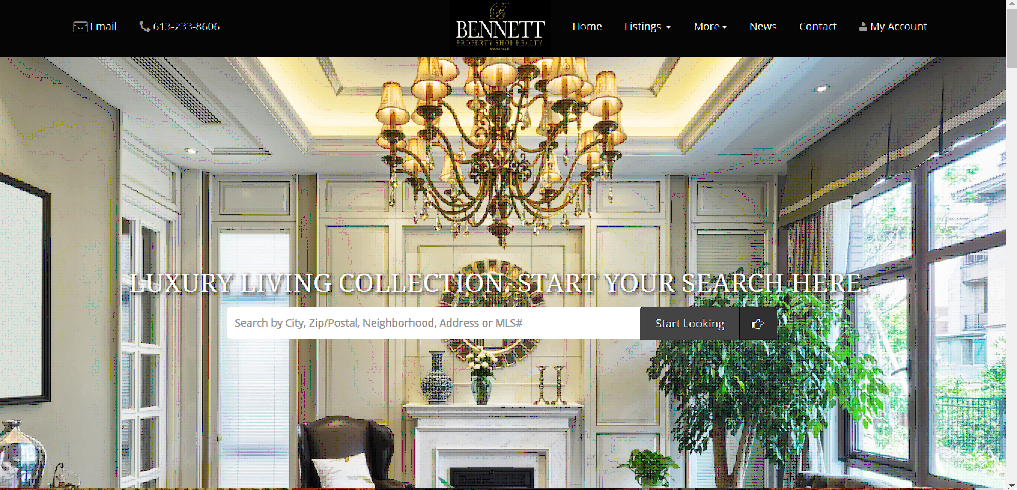 Email
613-233-8606
BENNETT
PROPERTY SHOP REALTY
Home
Listings
More
News
Contact
My Account
LUXURY LIVING COLLECTION. START YOUR SEARCH HERE.
Search by City, Zip/Postal, Neighborhood, Address or MLS#
Start Looking